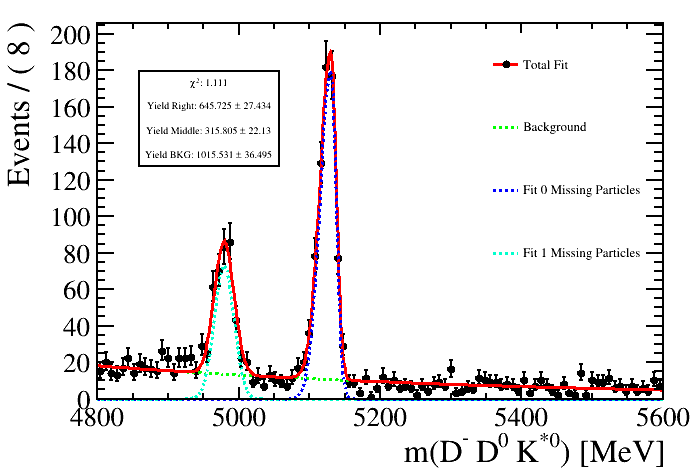 Events / ( 8 )
200
180
160
140
120
100
80
60
40
20
0
χ²: 1.111
Yield Right: 645.725 ± 27.434
Yield Middle: 315.805 ± 22.13
Yield BKG: 1015.531 ± 36.495
Total Fit
Background
Fit 0 Missing Particles
Fit 1 Missing Particles
4800 5000 5200 5400 5600
m(D⁻ D⁰ K*⁰) [MeV]